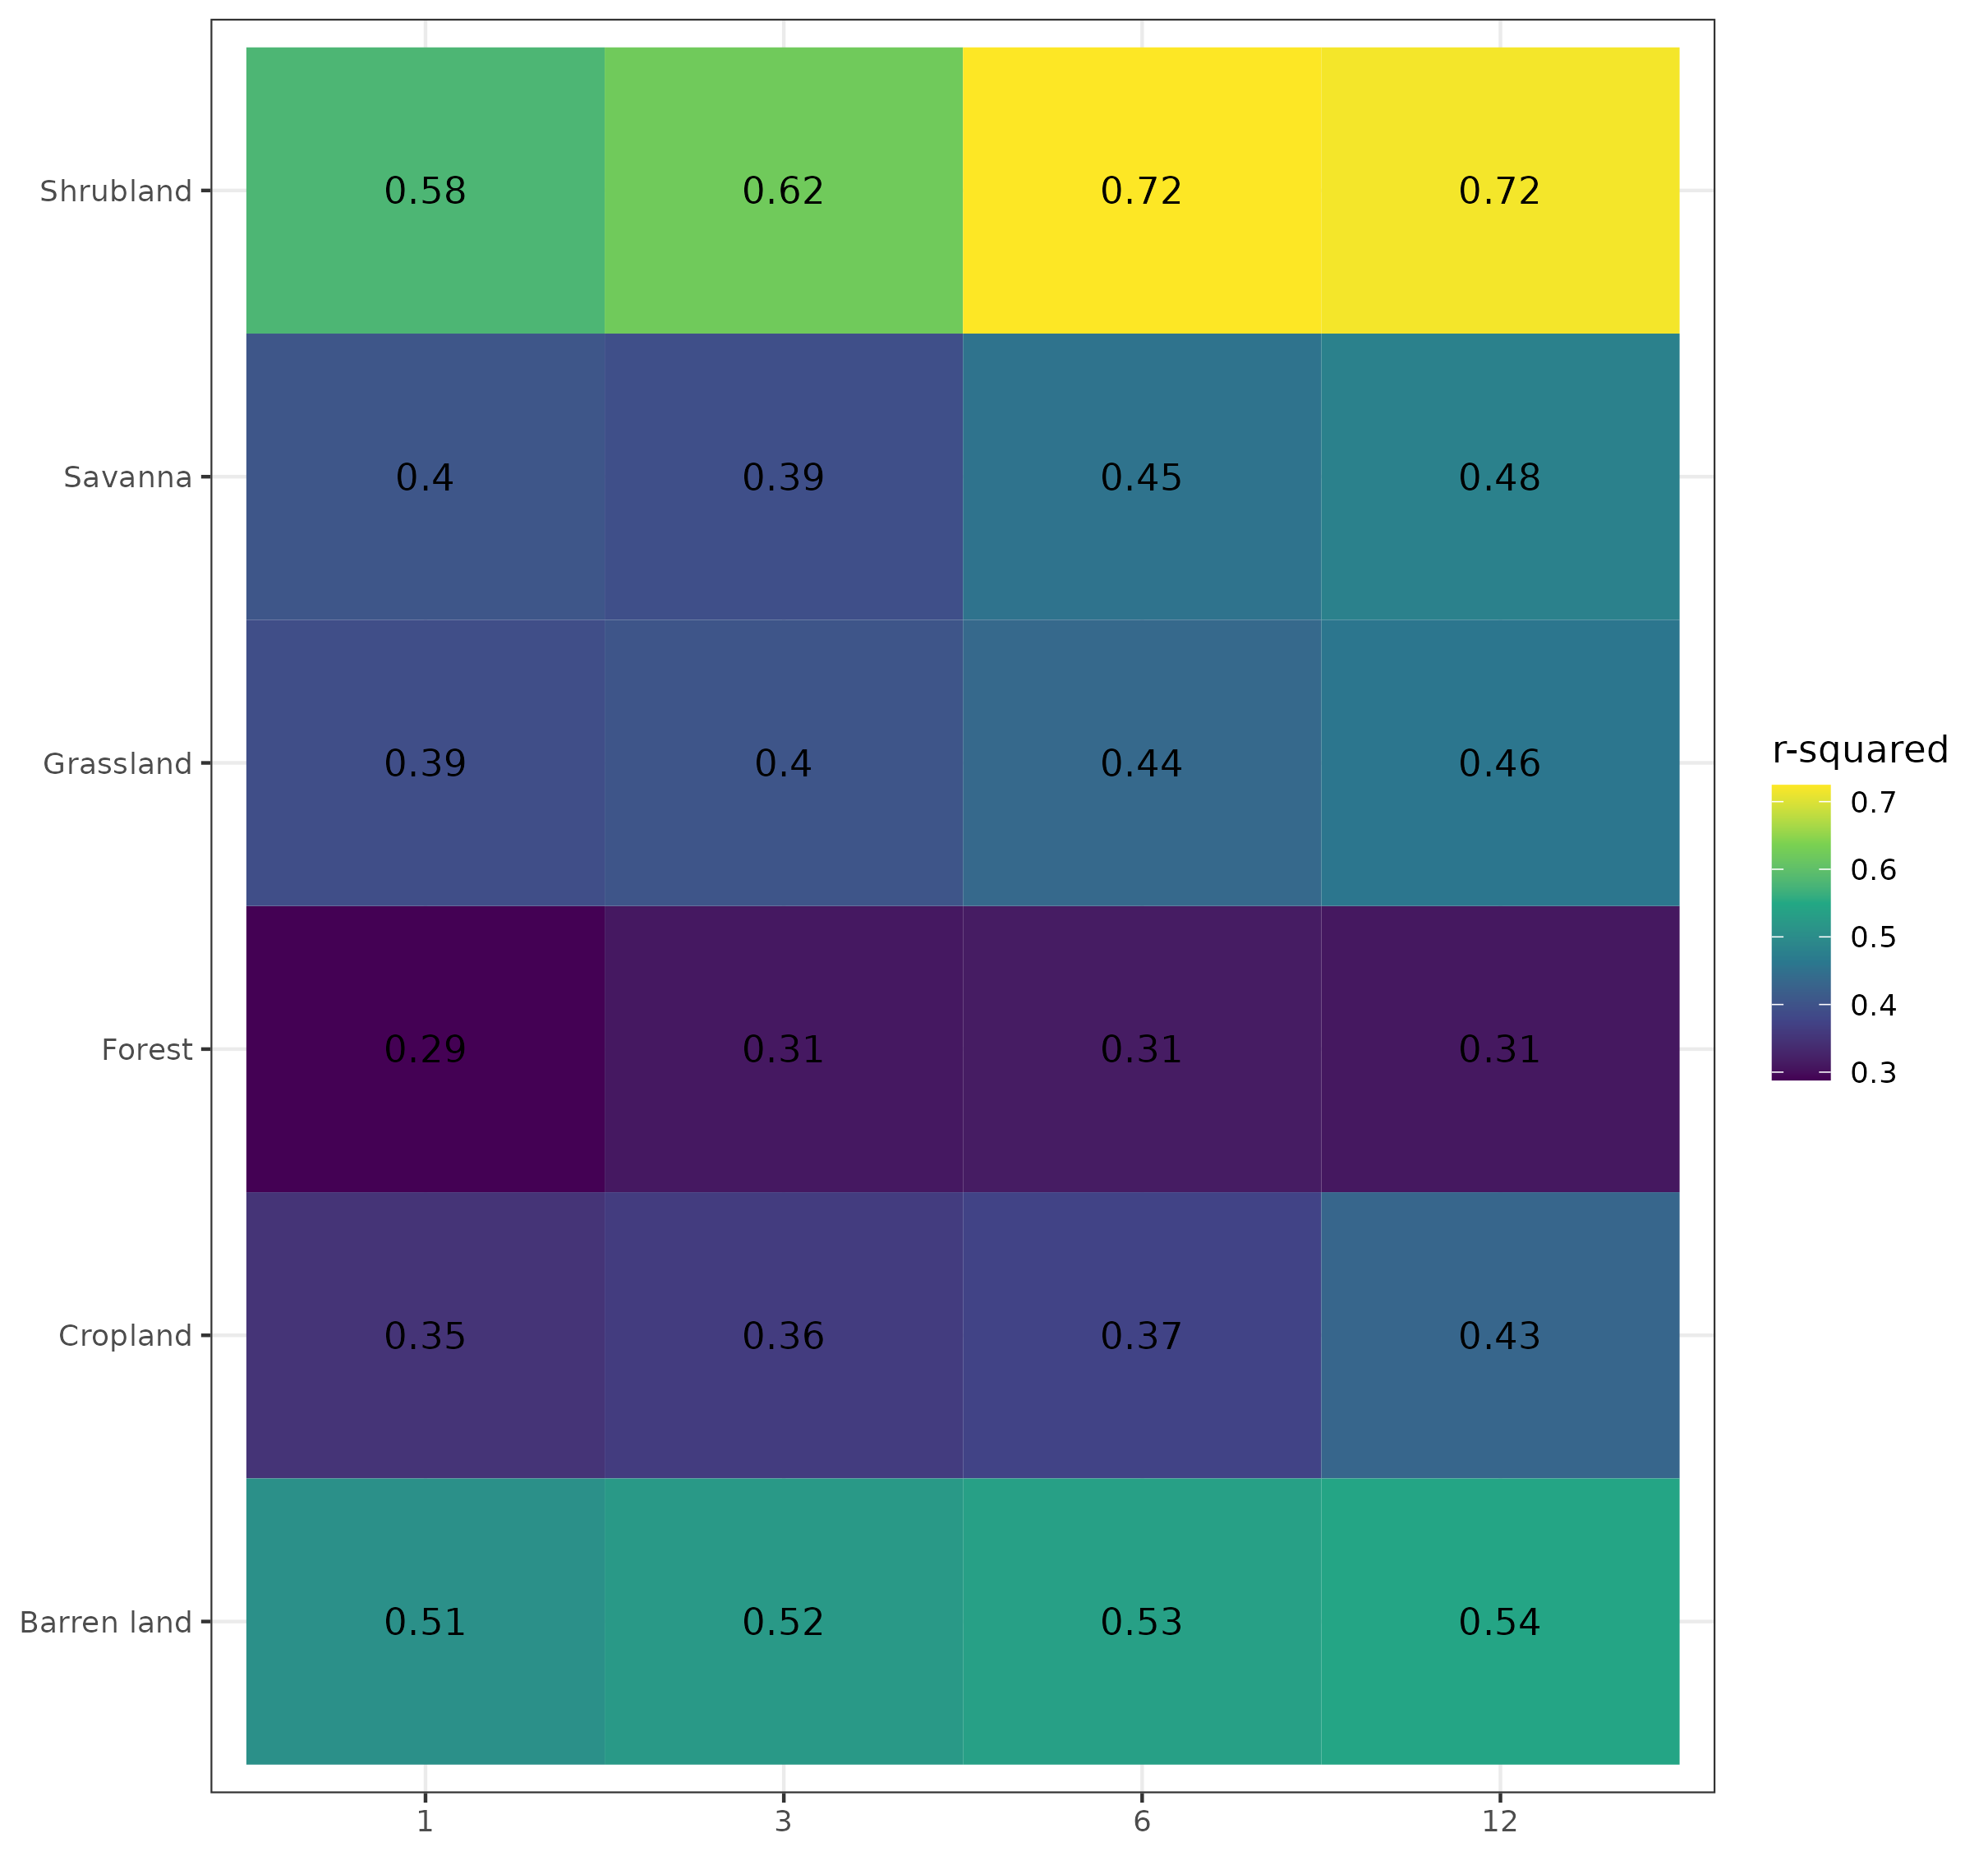 Shrubland 0.58 0.62 0.72 0.72
Savanna 0.4 0.39 0.45 0.48
Grassland 0.39 0.4 0.44 0.46
Forest 0.29 0.31 0.31 0.31
Cropland 0.35 0.36 0.37 0.43
Barren land 0.51 0.52 0.53 0.54
1 3 6 12
r-squared
0.7
0.6
0.5
0.4
0.3